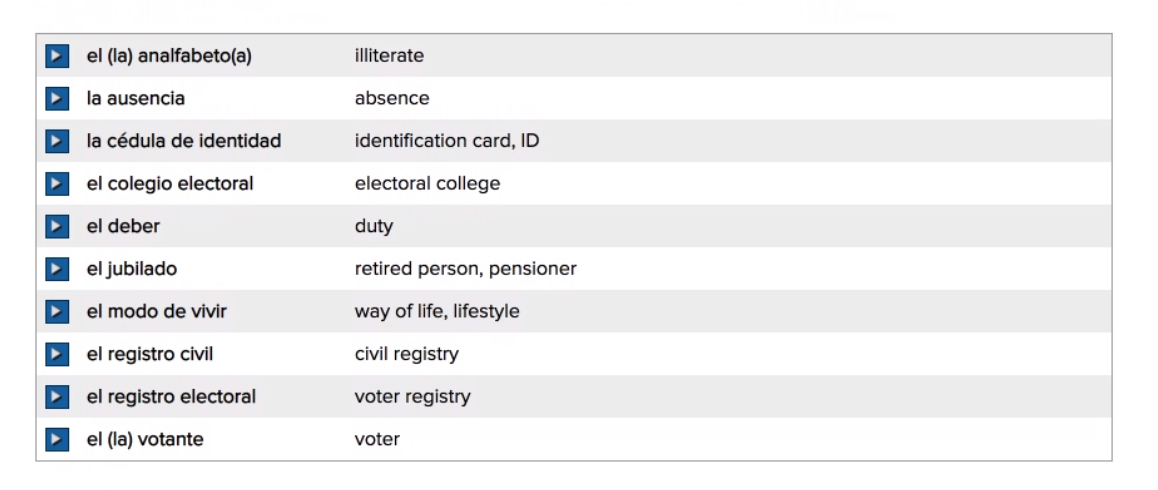 el (la) analfabeto(a) illiterate
la ausencia absence
la cédula de identidad identification card, ID
el colegio electoral electoral college
el deber duty
el jubilado retired person, pensioner
el modo de vivir way of life, lifestyle
el registro civil civil registry
el registro electoral voter registry
el (la) votante voter